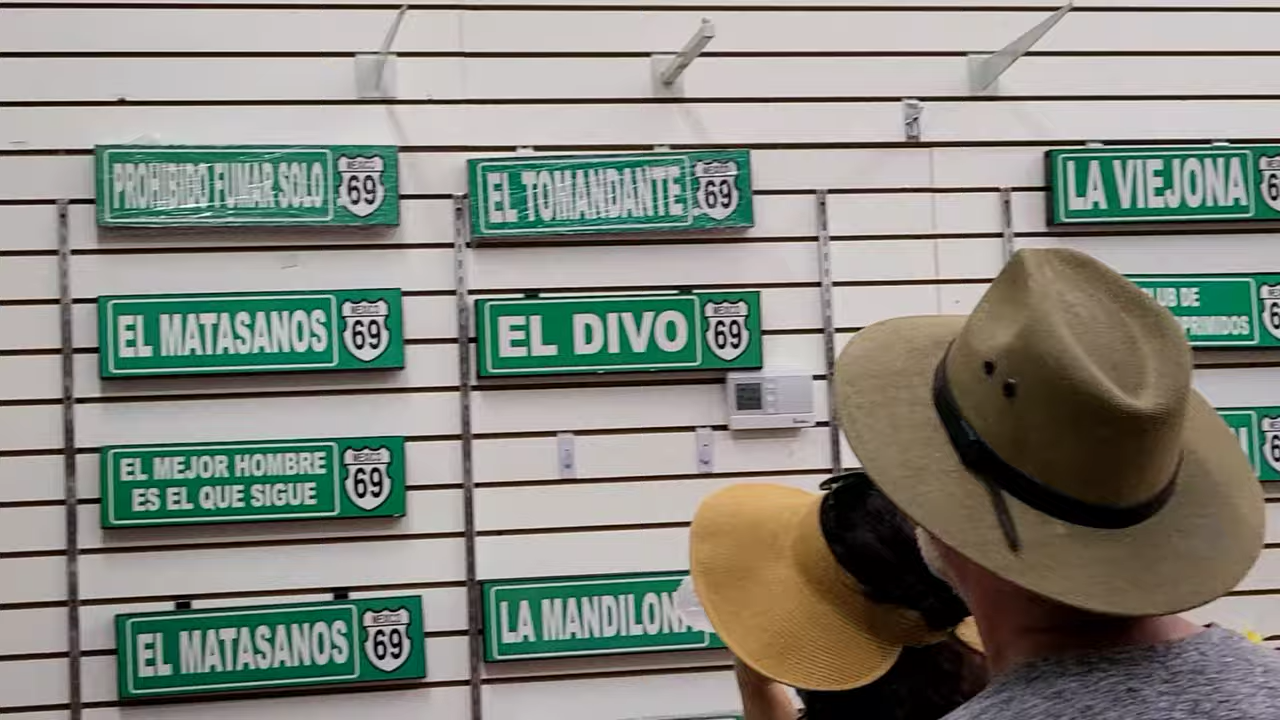 PROHIBIDO FUMAR SOLO
MEXICO
69
EL TOMANDANTE
MEXICO
69
LA VIEJONA
EL MATASANOS
MEXICO
69
EL DIVO
MEXICO
69
DE
EL MEJOR HOMBRE
ES EL QUE SIGUE
MEXICO
69
EL MATASANOS
MEXICO
69
LA